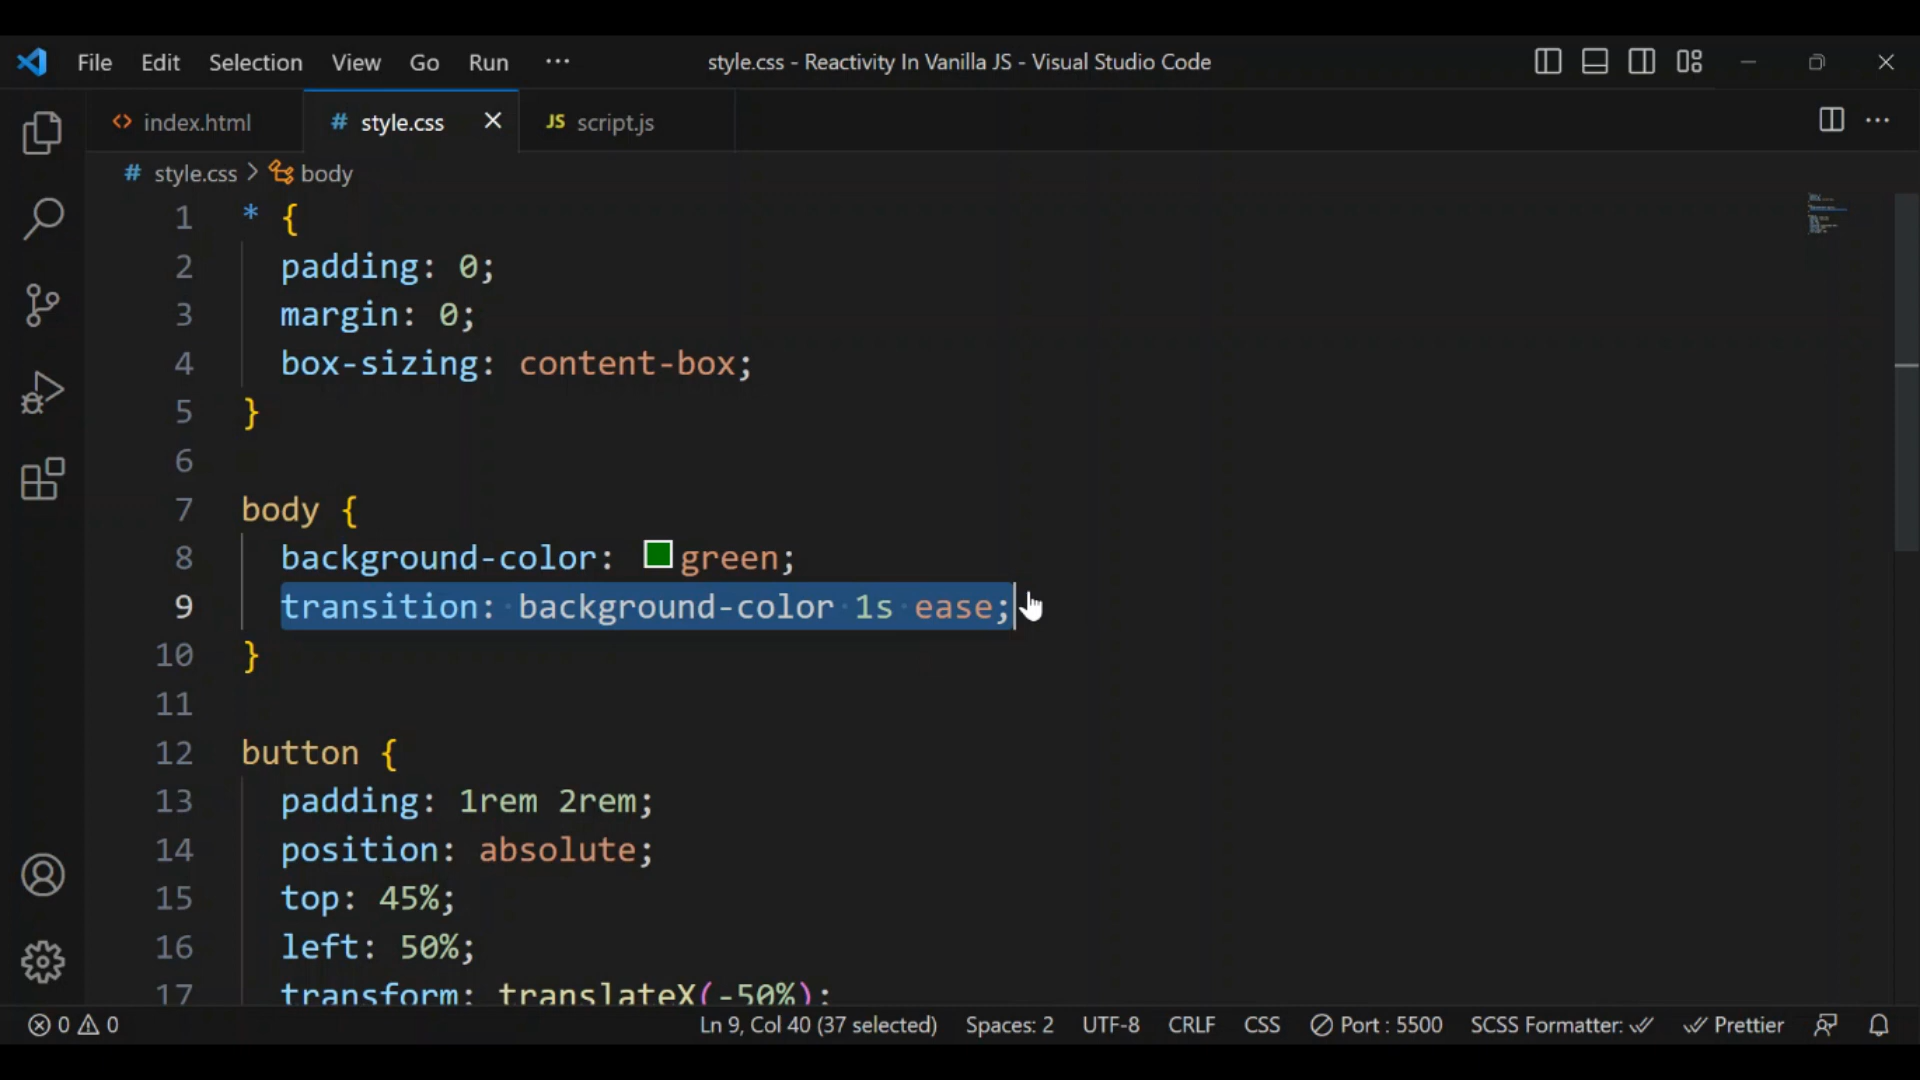 File Edit Selection View Go Run ··· style.css - Reactivity In Vanilla JS - Visual Studio Code
<> index.html # style.css JS script.js
# style.css > body
1 * {
2 padding: 0;
3 margin: 0;
4 box-sizing: content-box;
5 }
6
7 body {
8 background-color: green;
9 transition: background-color 1s ease;
10 }
11
12 button {
13 padding: 1rem 2rem;
14 position: absolute;
15 top: 45%;
16 left: 50%;
17 transform: translateX(-50%);
0 0 Ln 9, Col 40 (37 selected) Spaces: 2 UTF-8 CRLF CSS Port : 5500 SCSS Formatter: Prettier